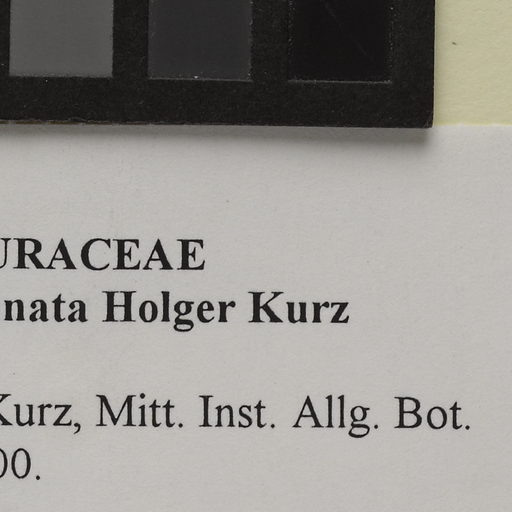 URACEAE
nata Holger Kurz
Kurz, Mitt. Inst. Allg. Bot.
00.